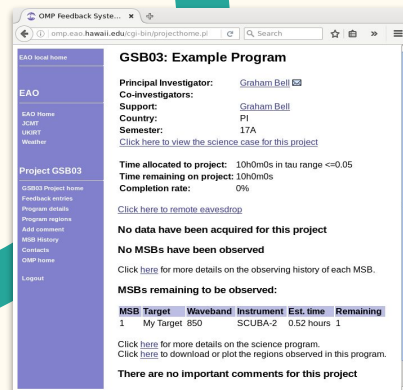 OMP Feedback Syste... ×
omp.eao.hawaii.edu/cgi-bin/projecthome.pl
Search
EAO local home
EAO
EAO Home
JCMT
UKIRT
Weather
Project GSB03
GSB03 Project home
Feedback entries
Program details
Program regions
Add comment
MSB History
Contacts
OMP home
Logout
GSB03: Example Program
Principal Investigator: Graham Bell
Co-investigators:
Support: Graham Bell
Country: PI
Semester: 17A
Click here to view the science case for this project
Time allocated to project: 10h0m0s in tau range <=0.05
Time remaining on project: 10h0m0s
Completion rate: 0%
Click here to remote eavesdrop
No data have been acquired for this project
No MSBs have been observed
Click here for more details on the observing history of each MSB.
MSBs remaining to be observed:
MSB Target Waveband Instrument Est. time Remaining
1 My Target 850 SCUBA-2 0.52 hours 1
Click here for more details on the science program.
Click here to download or plot the regions observed in this program.
There are no important comments for this project